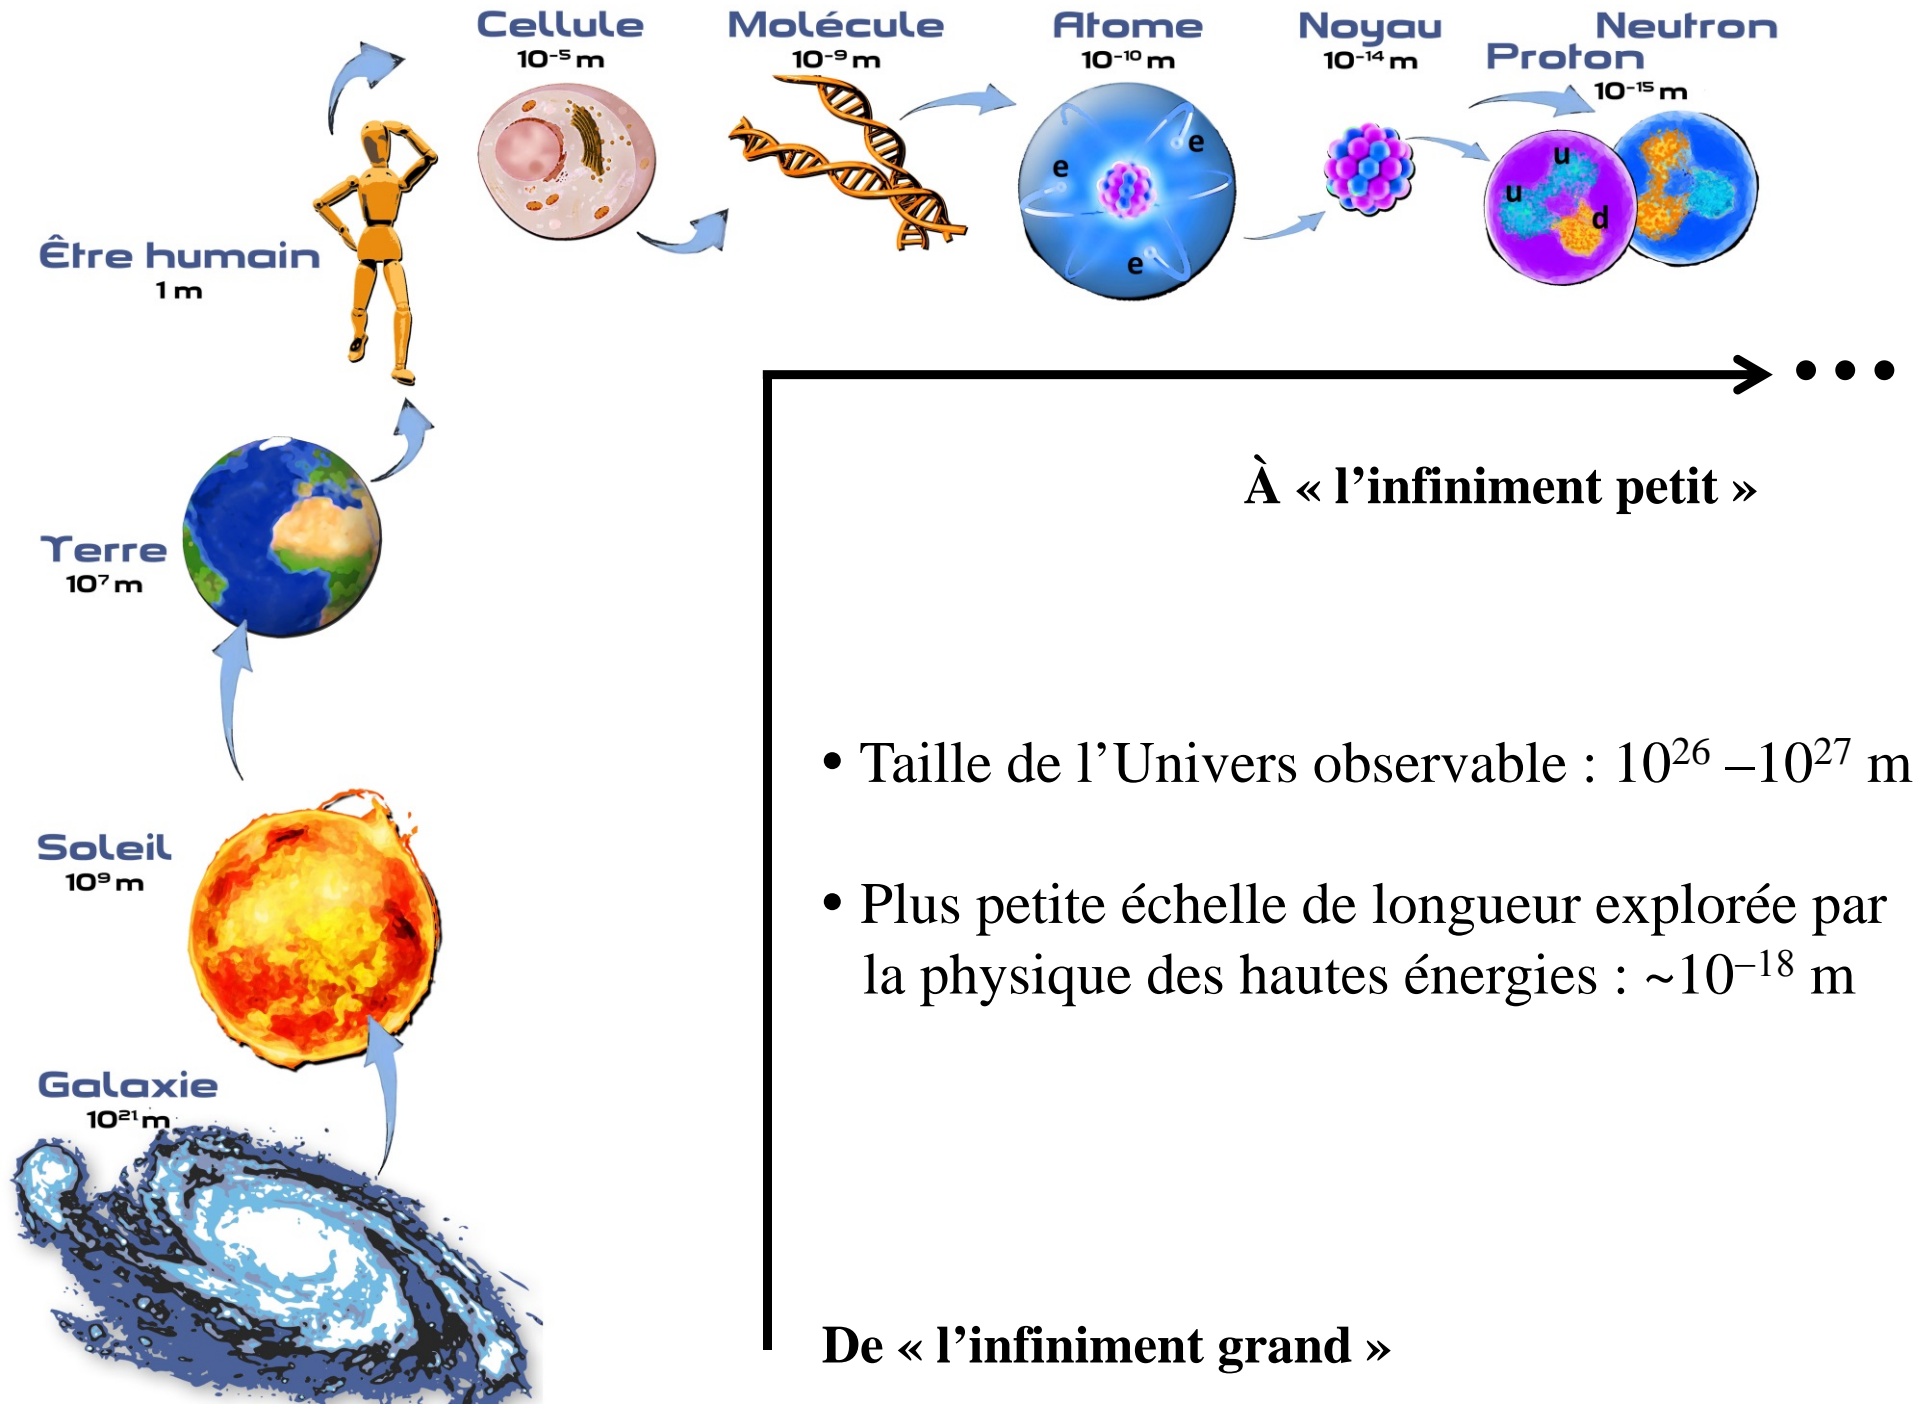 Cellule
10⁻⁵ m
Molécule
10⁻⁹ m
Atome
10⁻¹⁰ m
Noyau
10⁻¹⁴ m
Neutron
Proton
10⁻¹⁵ m
e
e
e
u
u
d
Être humain
1 m
À « l’infiniment petit »
Terre
10⁷ m
• Taille de l’Univers observable : 10²⁶ –10²⁷ m
Soleil
10⁹ m
• Plus petite échelle de longueur explorée par
la physique des hautes énergies : ~10⁻¹⁸ m
Galaxie
10²¹ m
De « l’infiniment grand »